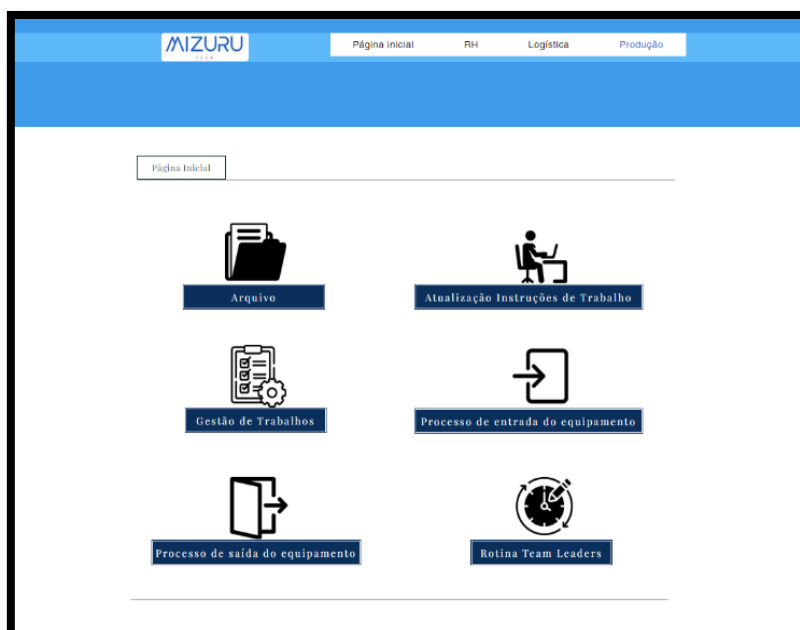 MIZURU
TECH
Página inicial RH Logística Produção
Página Inicial
Arquivo
Atualização Instruções de Trabalho
Gestão de Trabalhos
Processo de entrada do equipamento
Processo de saída do equipamento
Rotina Team Leaders